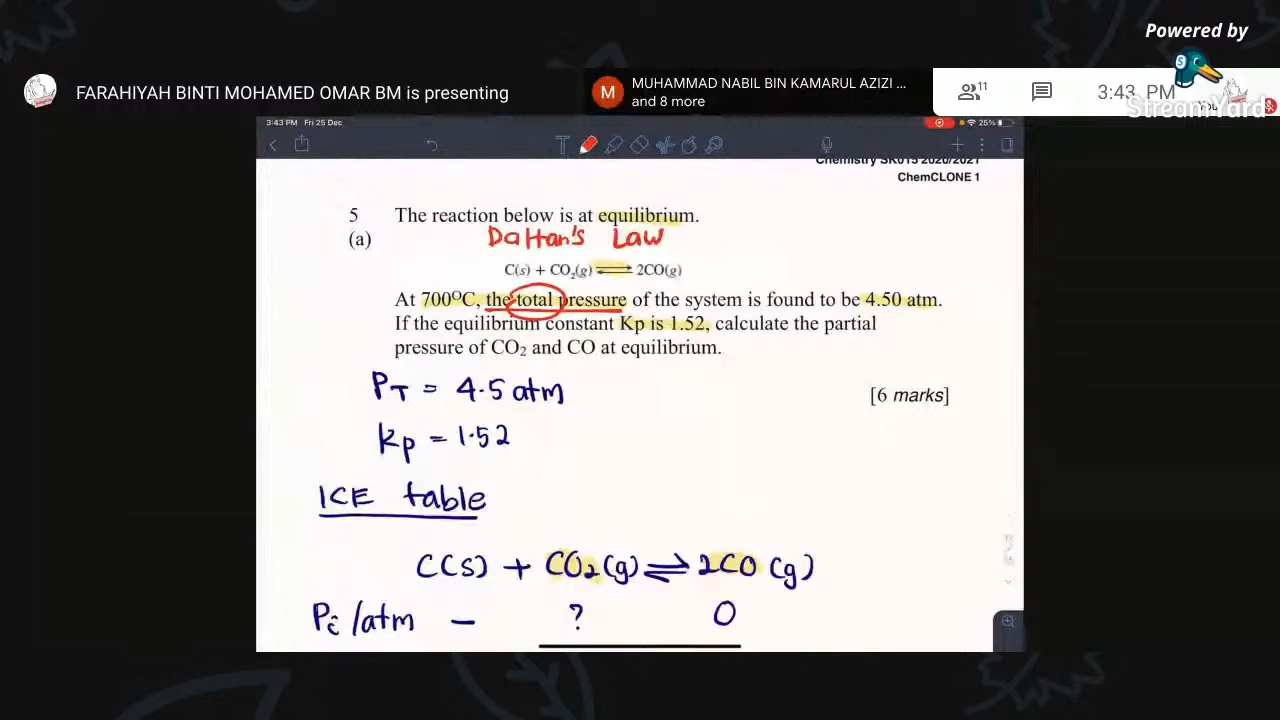 Powered by
S
StreamYard
FARAHIYAH BINTI MOHAMED OMAR BM is presenting
M
MUHAMMAD NABIL BIN KAMARUL AZIZI ...
and 8 more
11
3:43 PM
You
3:43 PM Fri 25 Dec
25%
Chemistry SK015 2020/2021
ChemCLONE 1
5 The reaction below is at equilibrium.
(a) Daltan's Law
C(s) + CO₂(g) ⇌ 2CO(g)
At 700⁰C, the total pressure of the system is found to be 4.50 atm.
If the equilibrium constant Kp is 1.52, calculate the partial
pressure of CO₂ and CO at equilibrium.
PT = 4.5 atm
[6 marks]
Kp = 1.52
ICE table
C(s) + CO₂(g) ⇌ 2CO(g)
Pi /atm — ? 0